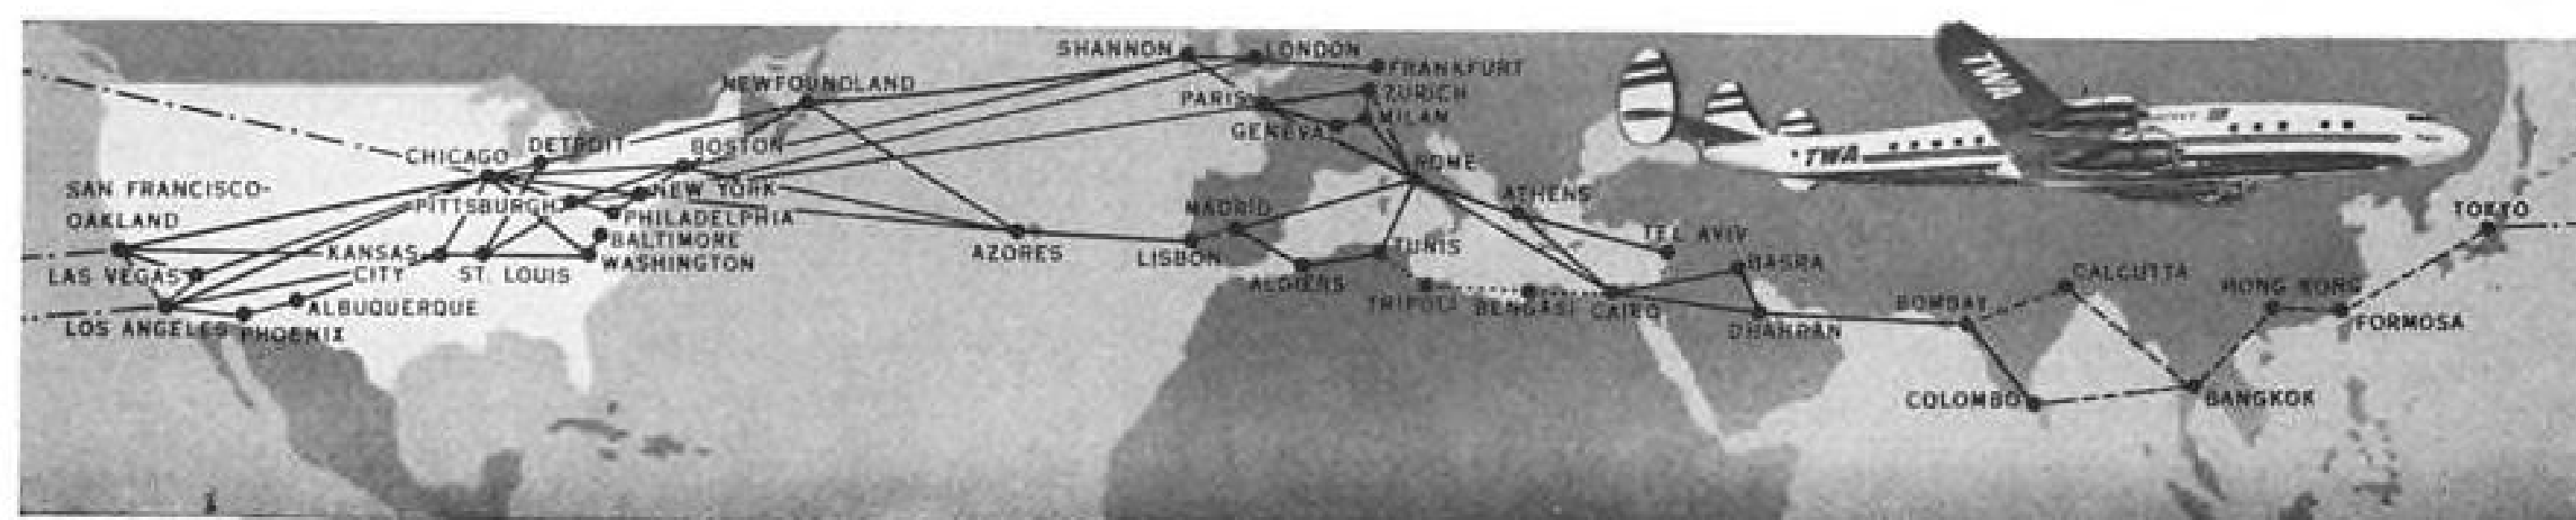 SHANNON
LONDON
FRANKFURT
NEWFOUNDLAND
PARIS
ZURICH
MILAN
GENEVA
DETROIT
BOSTON
CHICAGO
ROME
SAN FRANCISCO-
OAKLAND
NEW YORK
PITTSBURGH
PHILADELPHIA
MADRID
ATHENS
TEL AVIV
TOKYO
KANSAS
CITY
BALTIMORE
WASHINGTON
ST. LOUIS
LAS VEGAS
AZORES
LISBON
TUNIS
ALGIERS
TRIPOLI
BENGASI
CAIRO
BASRA
DHAHRAN
BOMBAY
CALCUTTA
HONG KONG
FORMOSA
ALBUQUERQUE
LOS ANGELES
PHOENIX
COLOMBO
BANGKOK
TWA
TWA